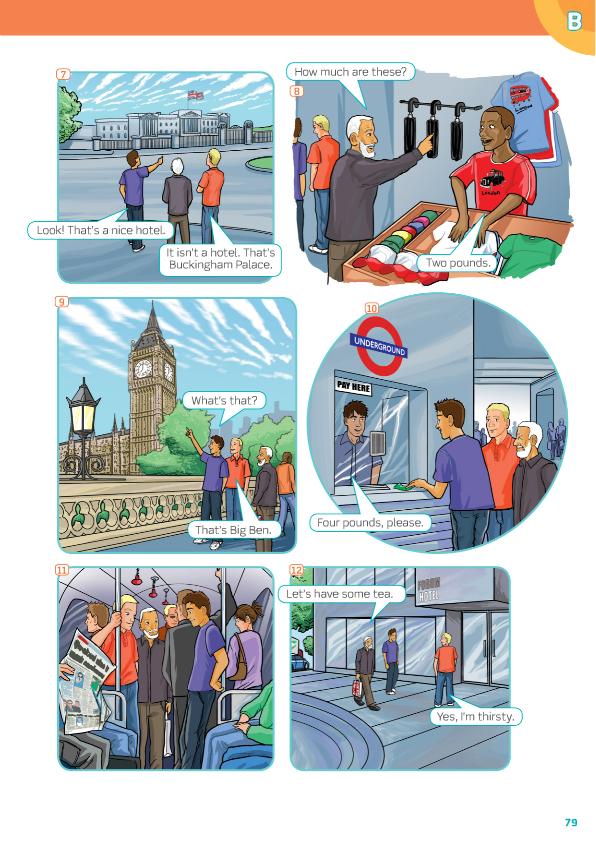 B
7
Look! That's a nice hotel.
It isn't a hotel. That's
Buckingham Palace.
How much are these?
8
London
Two pounds.
9
What's that?
That's Big Ben.
10
UNDERGROUND
PAY HERE
Four pounds, please.
11
12
Let's have some tea.
FORUM
HOTEL
Yes, I'm thirsty.
79